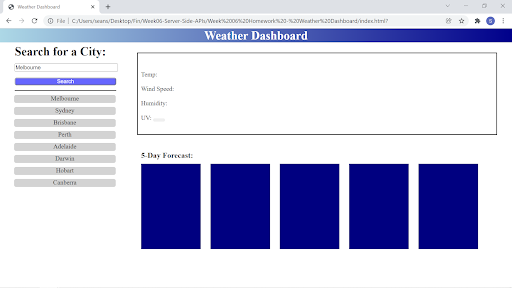 Weather Dashboard
File | C:/Users/seans/Desktop/Fin/Week06-Server-Side-APIs/Week%2006%20Homework%20-%20Weather%20Dashboard/index.html?
Weather Dashboard
Search for a City:
Melbourne
Search
Melbourne
Sydney
Brisbane
Perth
Adelaide
Darwin
Hobart
Canberra
Temp:
Wind Speed:
Humidity:
UV:
5-Day Forecast: